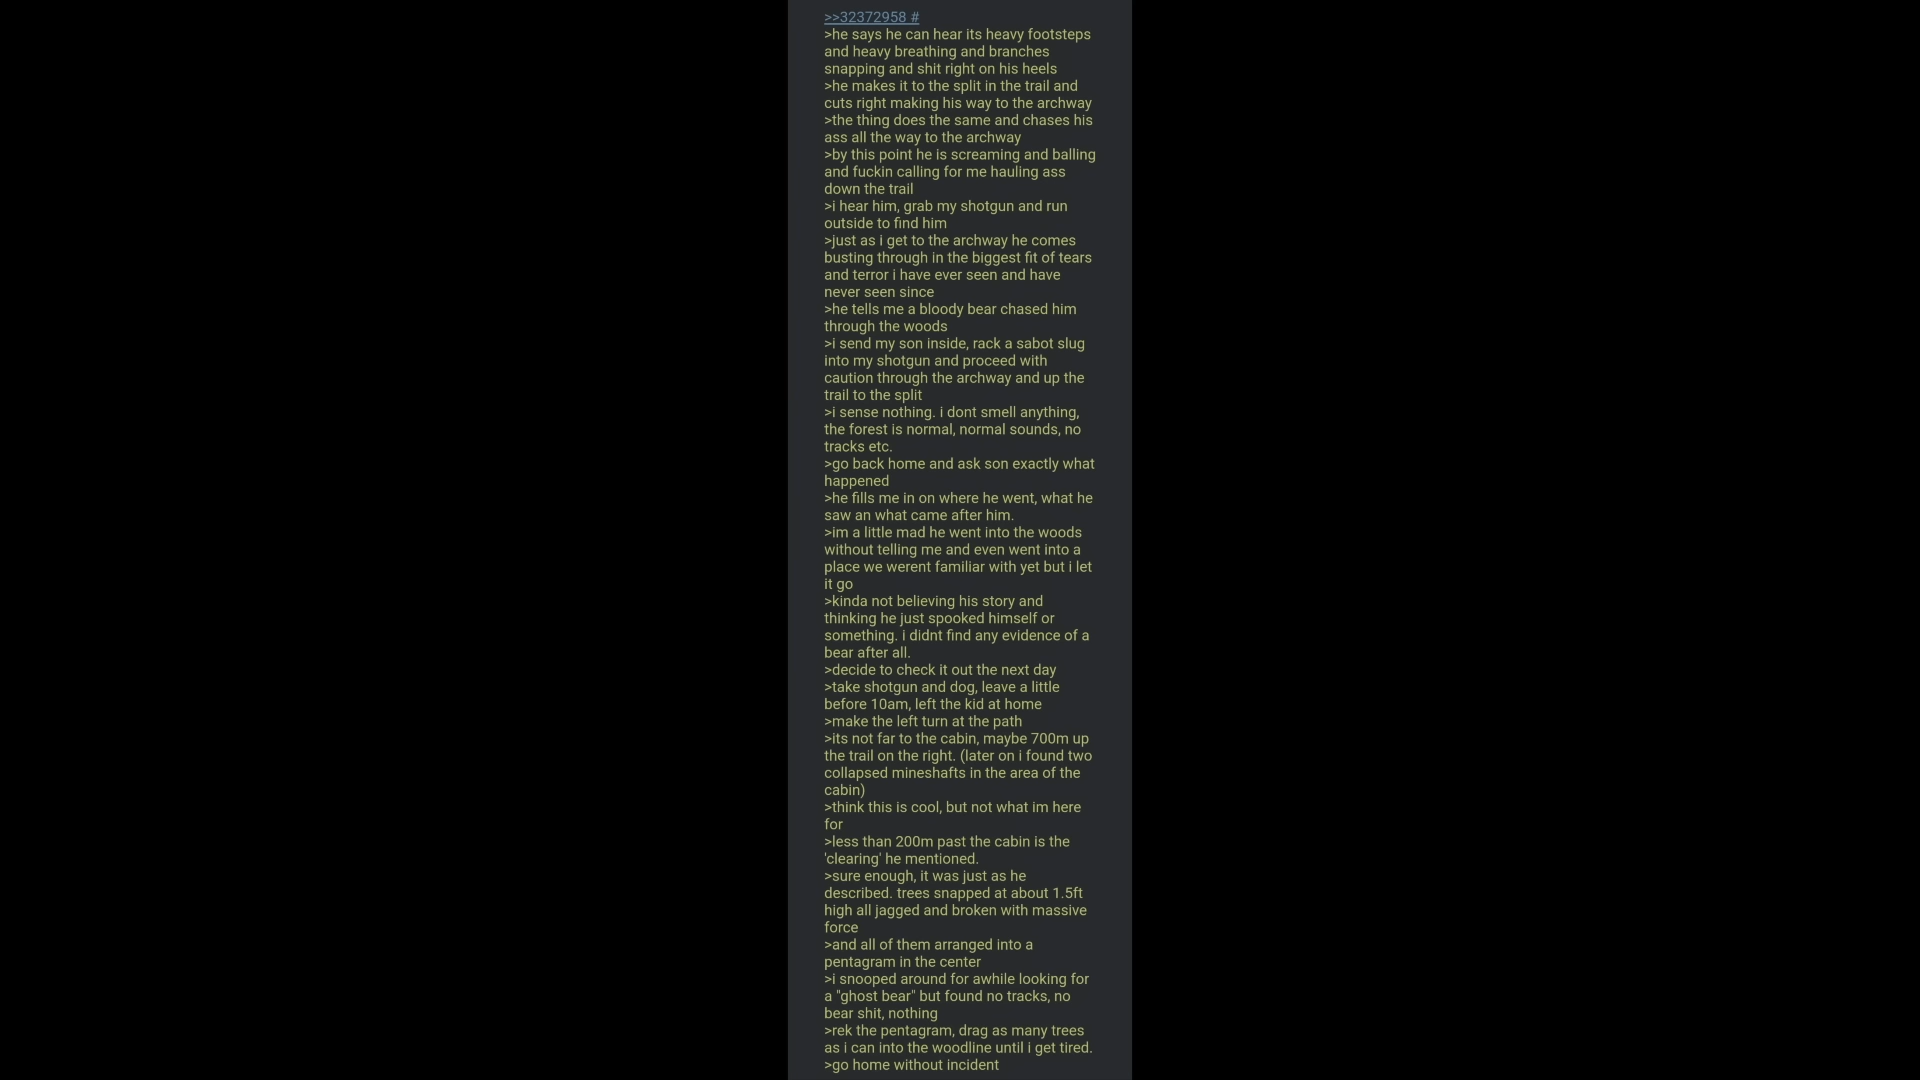 >>32372958 #
>he says he can hear its heavy footsteps
and heavy breathing and branches
snapping and shit right on his heels
>he makes it to the split in the trail and
cuts right making his way to the archway
>the thing does the same and chases his
ass all the way to the archway
>by this point he is screaming and balling
and fuckin calling for me hauling ass
down the trail
>i hear him, grab my shotgun and run
outside to find him
>just as i get to the archway he comes
busting through in the biggest fit of tears
and terror i have ever seen and have
never seen since
>he tells me a bloody bear chased him
through the woods
>i send my son inside, rack a sabot slug
into my shotgun and proceed with
caution through the archway and up the
trail to the split
>i sense nothing. i dont smell anything,
the forest is normal, normal sounds, no
tracks etc.
>go back home and ask son exactly what
happened
>he fills me in on where he went, what he
saw an what came after him.
>im a little mad he went into the woods
without telling me and even went into a
place we werent familiar with yet but i let
it go
>kinda not believing his story and
thinking he just spooked himself or
something. i didnt find any evidence of a
bear after all.
>decide to check it out the next day
>take shotgun and dog, leave a little
before 10am, left the kid at home
>make the left turn at the path
>its not far to the cabin, maybe 700m up
the trail on the right. (later on i found two
collapsed mineshafts in the area of the
cabin)
>think this is cool, but not what im here
for
>less than 200m past the cabin is the
'clearing' he mentioned.
>sure enough, it was just as he
described. trees snapped at about 1.5ft
high all jagged and broken with massive
force
>and all of them arranged into a
pentagram in the center
>i snooped around for awhile looking for
a "ghost bear" but found no tracks, no
bear shit, nothing
>rek the pentagram, drag as many trees
as i can into the woodline until i get tired.
>go home without incident